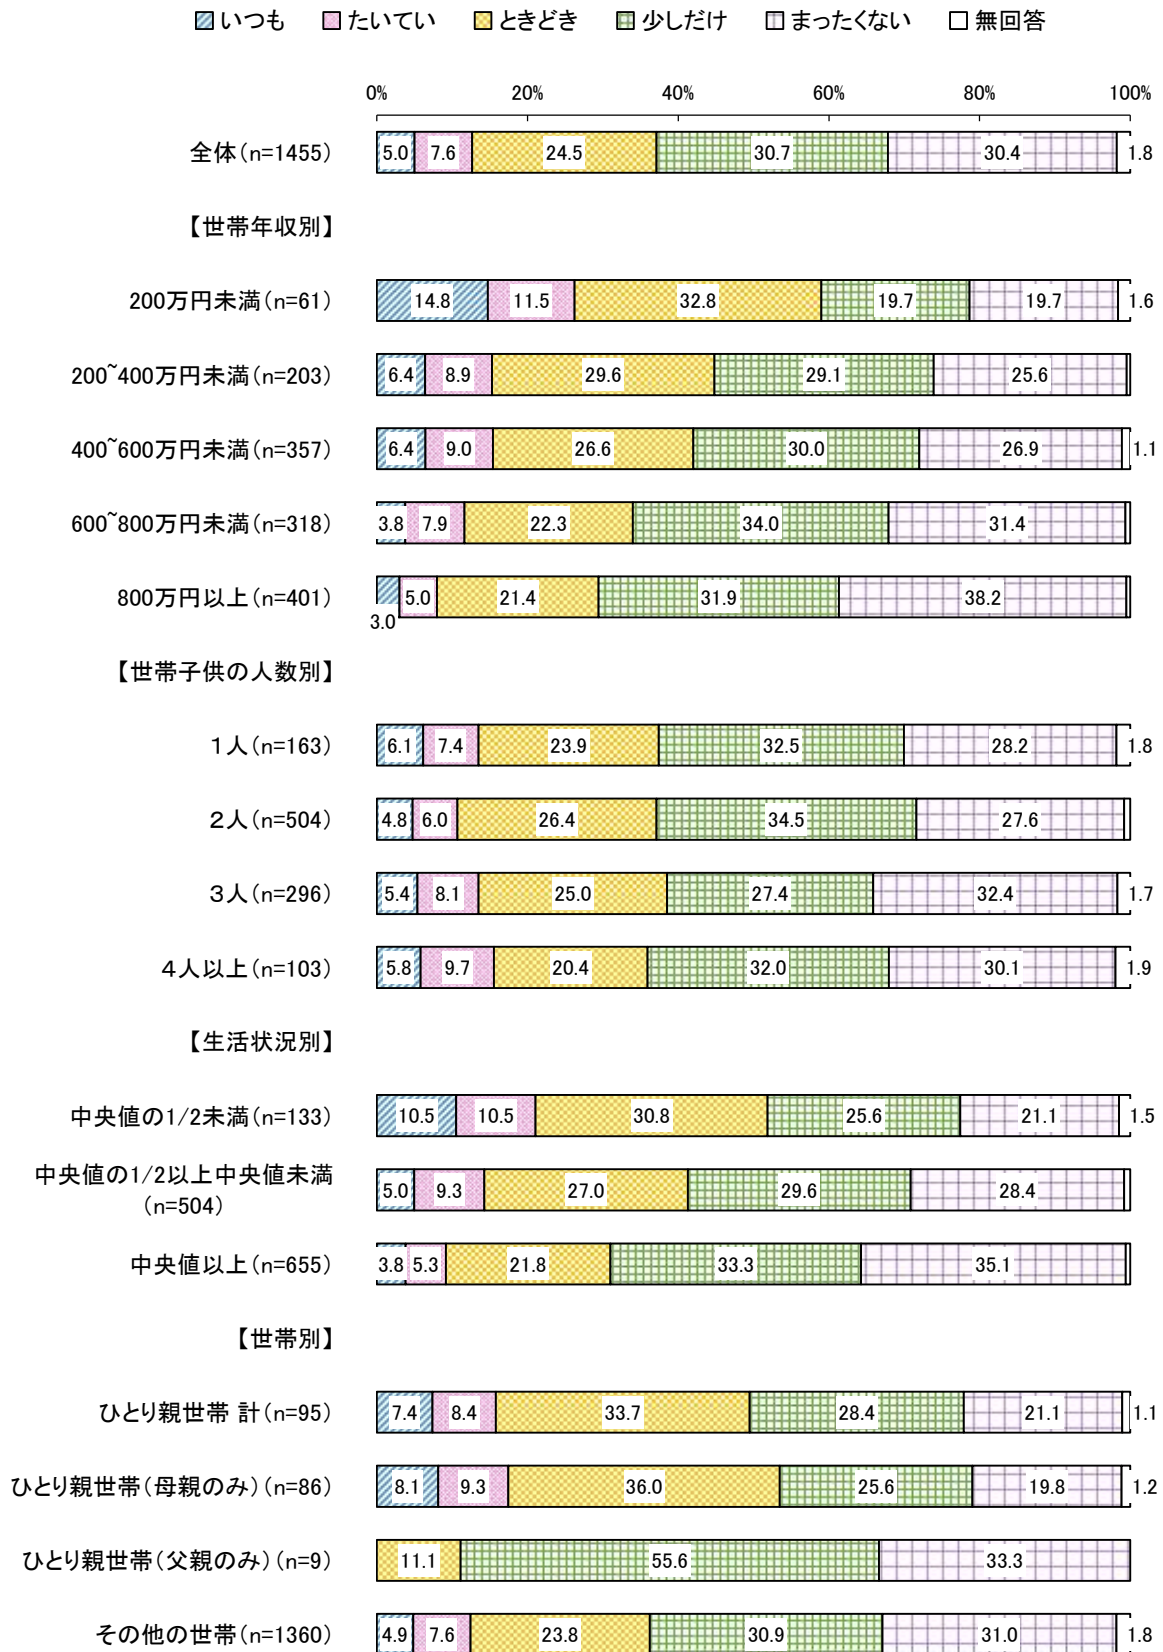 いつも たいてい ときどき 少しだけ まったくない 無回答
0% 20% 40% 60% 80% 100%
全体(n=1455) 5.0 7.6 24.5 30.7 30.4 1.8
【世帯年収別】
200万円未満(n=61) 14.8 11.5 32.8 19.7 19.7 1.6
200~400万円未満(n=203) 6.4 8.9 29.6 29.1 25.6
400~600万円未満(n=357) 6.4 9.0 26.6 30.0 26.9 1.1
600~800万円未満(n=318) 3.8 7.9 22.3 34.0 31.4
800万円以上(n=401) 5.0 21.4 31.9 38.2
3.0
【世帯子供の人数別】
1人(n=163) 6.1 7.4 23.9 32.5 28.2 1.8
2人(n=504) 4.8 6.0 26.4 34.5 27.6
3人(n=296) 5.4 8.1 25.0 27.4 32.4 1.7
4人以上(n=103) 5.8 9.7 20.4 32.0 30.1 1.9
【生活状況別】
中央値の1/2未満(n=133) 10.5 10.5 30.8 25.6 21.1 1.5
中央値の1/2以上中央値未満
(n=504) 5.0 9.3 27.0 29.6 28.4
中央値以上(n=655) 3.8 5.3 21.8 33.3 35.1
【世帯別】
ひとり親世帯 計(n=95) 7.4 8.4 33.7 28.4 21.1 1.1
ひとり親世帯(母親のみ)(n=86) 8.1 9.3 36.0 25.6 19.8 1.2
ひとり親世帯(父親のみ)(n=9) 11.1 55.6 33.3
その他の世帯(n=1360) 4.9 7.6 23.8 30.9 31.0 1.8